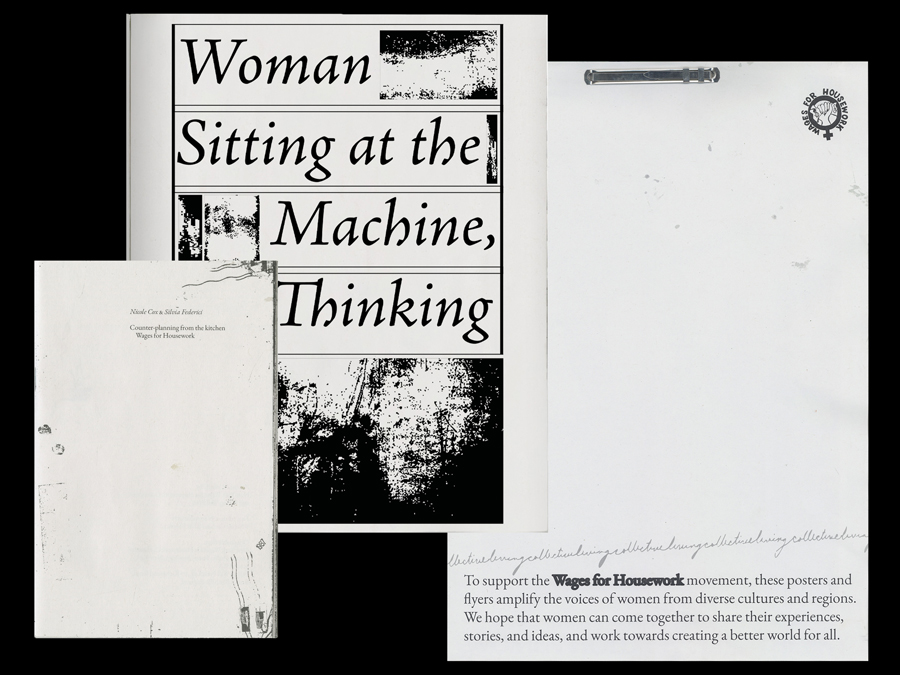 Woman
Sitting at the
Machine,
Thinking
Nicole Cox & Silvia Federici
Counter-planning from the kitchen
Wages for Housework
WAGES FOR HOUSEWORK
llectivelivingcollectivelivingcollectivelivingcollectivelivingcollectiveliving
To support the Wages for Housework movement, these posters and
flyers amplify the voices of women from diverse cultures and regions.
We hope that women can come together to share their experiences,
stories, and ideas, and work towards creating a better world for all.